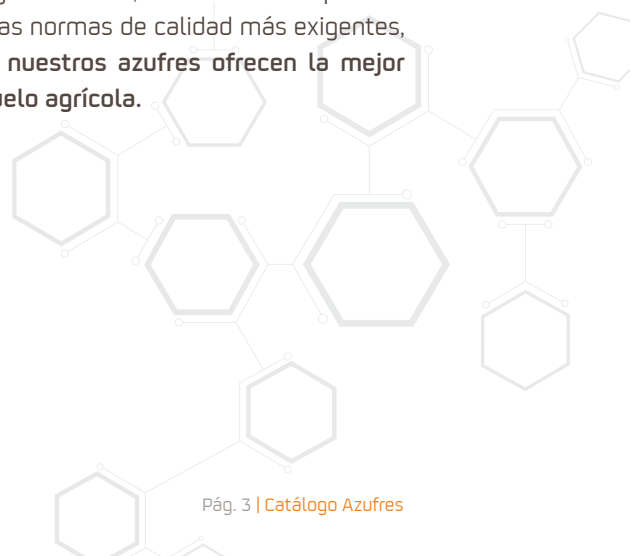 as normas de calidad más exigentes,
nuestros azufres ofrecen la mejor
uelo agrícola.
Pág. 3 | Catálogo Azufres